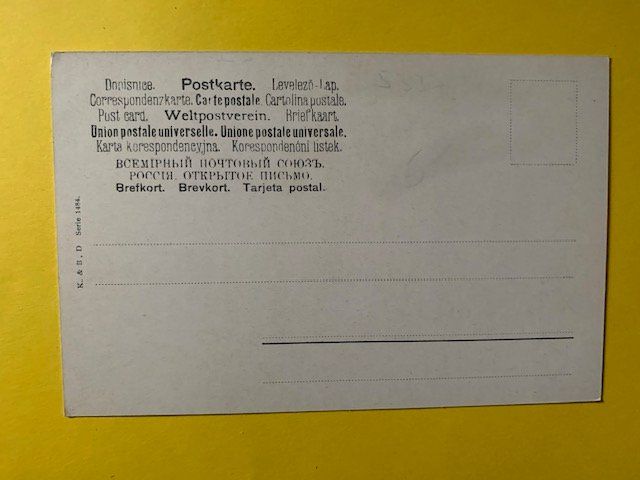 Dopisnice. Postkarte. Levelező-Lap.
Correspondenzkarte. Carte postale. Cartolina postale.
Post card. Weltpostverein. Briefkaart.
Union postale universelle. Unione postale universale.
Karta korespondencyjna. Korespondenční listek.
ВСЕМІРНЫЙ ПОЧТОВЫЙ СОЮЗЪ.
РОССІЯ. ОТКРЫТОЕ ПИСЬМО.
Brefkort. Brevkort. Tarjeta postal.
K. & B., D Serie 1484.